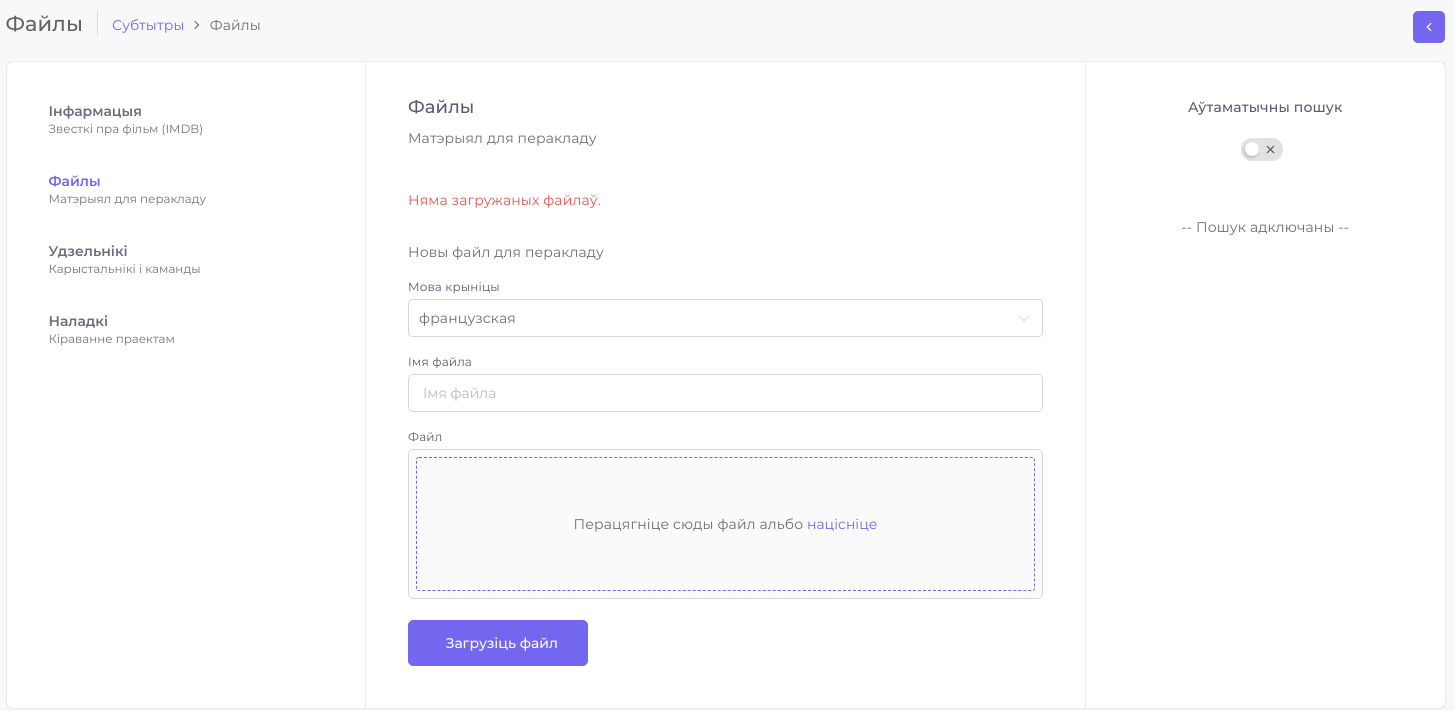 Файлы
Субтытры > Файлы
Інфармацыя
Звесткі пра фільм (IMDB)
Файлы
Матэрыял для перакладу
Удзельнікі
Карыстальнікі і каманды
Наладкі
Кіраванне праектам
Файлы
Матэрыял для перакладу
Няма загружаных файлаў.
Новы файл для перакладу
Мова крыніцы
французская
Імя файла
Імя файла
Файл
Перацягніце сюды файл альбо націсніце
Загрузіць файл
Аўтаматычны пошук
-- Пошук адключаны --